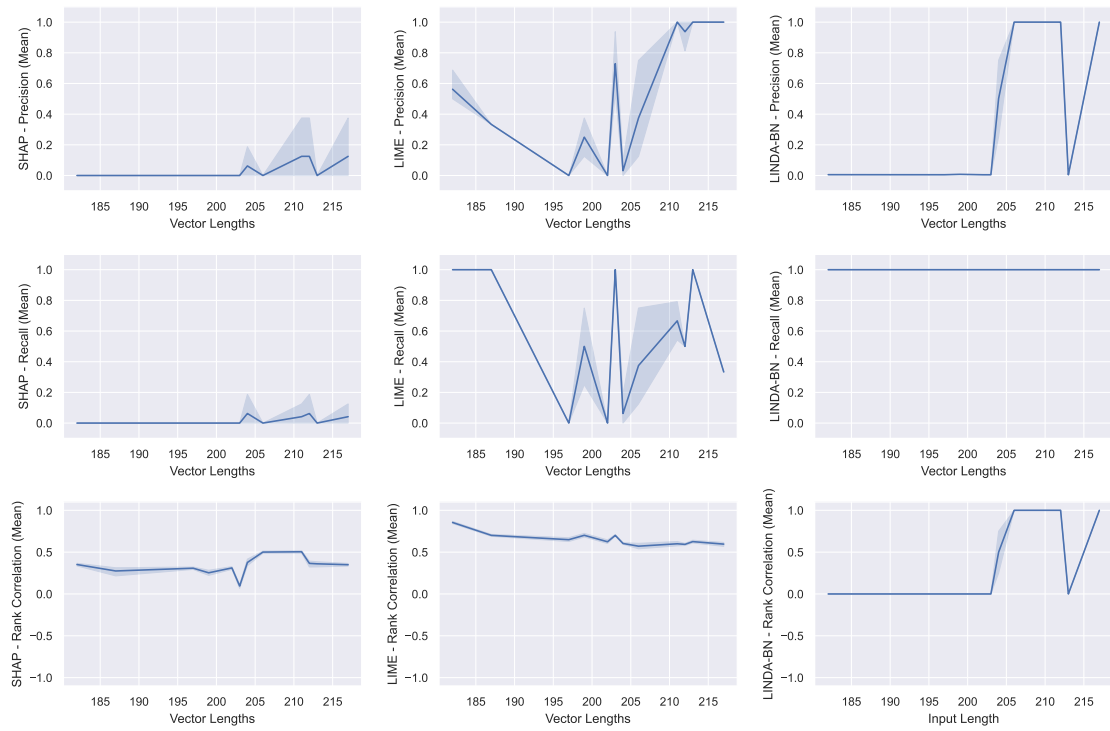 SHAP - Precision (Mean)
1.0
0.8
0.6
0.4
0.2
0.0
185 190 195 200 205 210 215
Vector Lengths
LIME - Precision (Mean)
1.0
0.8
0.6
0.4
0.2
0.0
185 190 195 200 205 210 215
Vector Lengths
LINDA-BN - Precision (Mean)
1.0
0.8
0.6
0.4
0.2
0.0
185 190 195 200 205 210 215
Vector Lengths
SHAP - Recall (Mean)
1.0
0.8
0.6
0.4
0.2
0.0
185 190 195 200 205 210 215
Vector Lengths
LIME - Recall (Mean)
1.0
0.8
0.6
0.4
0.2
0.0
185 190 195 200 205 210 215
Vector Lengths
LINDA-BN - Recall (Mean)
1.0
0.8
0.6
0.4
0.2
0.0
185 190 195 200 205 210 215
Vector Lengths
SHAP - Rank Correlation (Mean)
1.0
0.5
0.0
−0.5
−1.0
185 190 195 200 205 210 215
Vector Lengths
LIME - Rank Correlation (Mean)
1.0
0.5
0.0
−0.5
−1.0
185 190 195 200 205 210 215
Vector Lengths
LINDA-BN - Rank Correlation (Mean)
1.0
0.5
0.0
−0.5
−1.0
185 190 195 200 205 210 215
Input Length